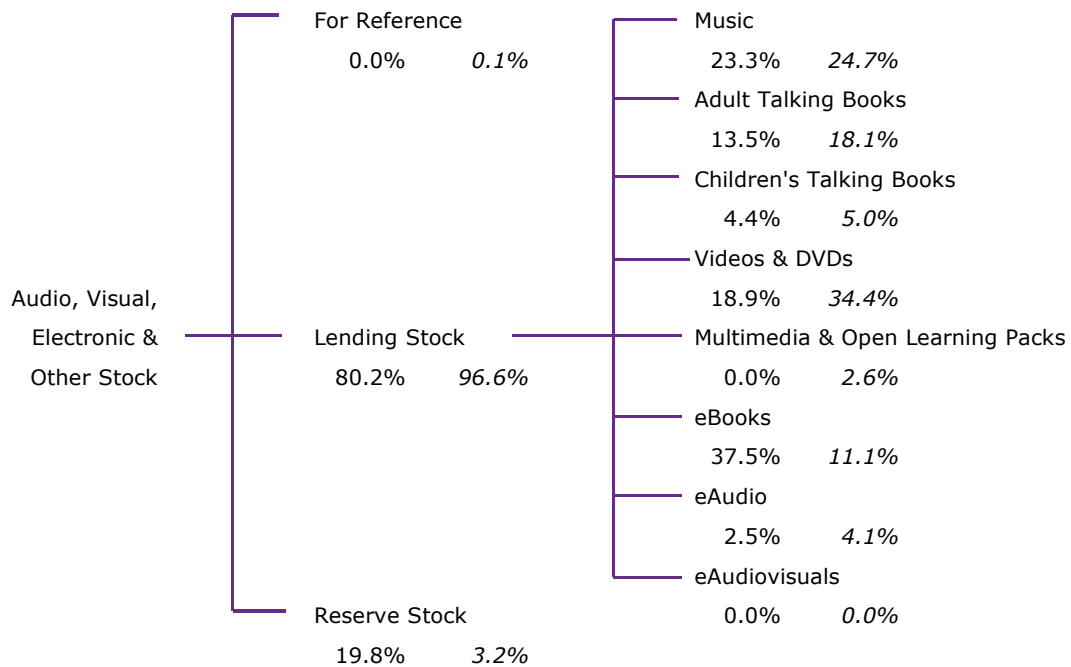 For Reference
0.0% 0.1%
Audio, Visual,
Electronic &
Other Stock
Lending Stock
80.2% 96.6%
Reserve Stock
19.8% 3.2%
Music
23.3% 24.7%
Adult Talking Books
13.5% 18.1%
Children's Talking Books
4.4% 5.0%
Videos & DVDs
18.9% 34.4%
Multimedia & Open Learning Packs
0.0% 2.6%
eBooks
37.5% 11.1%
eAudio
2.5% 4.1%
eAudiovisuals
0.0% 0.0%